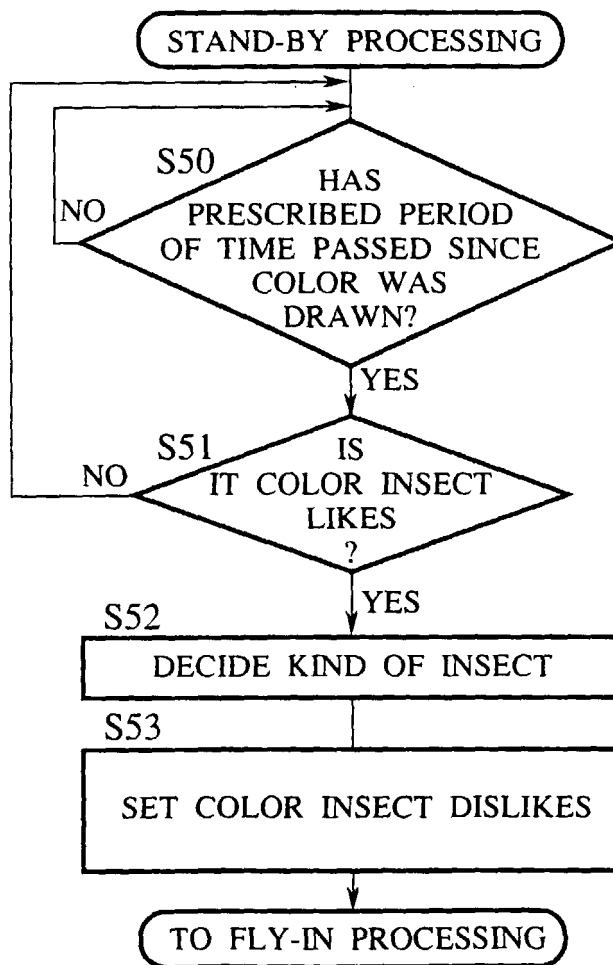 STAND-BY PROCESSING
S50
HAS
PRESCRIBED PERIOD
OF TIME PASSED SINCE
COLOR WAS
DRAWN?
NO
YES
S51
IS
IT COLOR INSECT
LIKES
?
NO
YES
S52
DECIDE KIND OF INSECT
S53
SET COLOR INSECT DISLIKES
TO FLY-IN PROCESSING